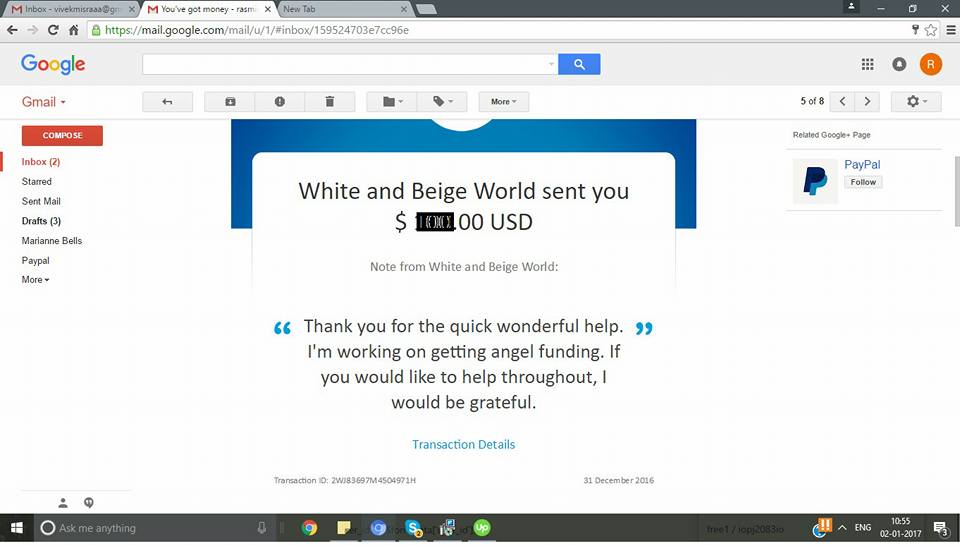 Inbox - vivekmisraaa@gm
You've got money - rasm
New Tab
https://mail.google.com/mail/u/1/#inbox/159524703e7cc96e
Google
R
Gmail
More
5 of 8
COMPOSE
Inbox (2)
Starred
Sent Mail
Drafts (3)
Marianne Bells
Paypal
More
Related Google+ Page
PayPal
Follow
White and Beige World sent you
$ .00 USD
Note from White and Beige World:
“ Thank you for the quick wonderful help. ”
I'm working on getting angel funding. If
you would like to help throughout, I
would be grateful.
Transaction Details
Transaction ID: 2WJ83697M4504971H
31 December 2016
Ask me anything
free1 / iopj2083io
ENG
10:55
02-01-2017